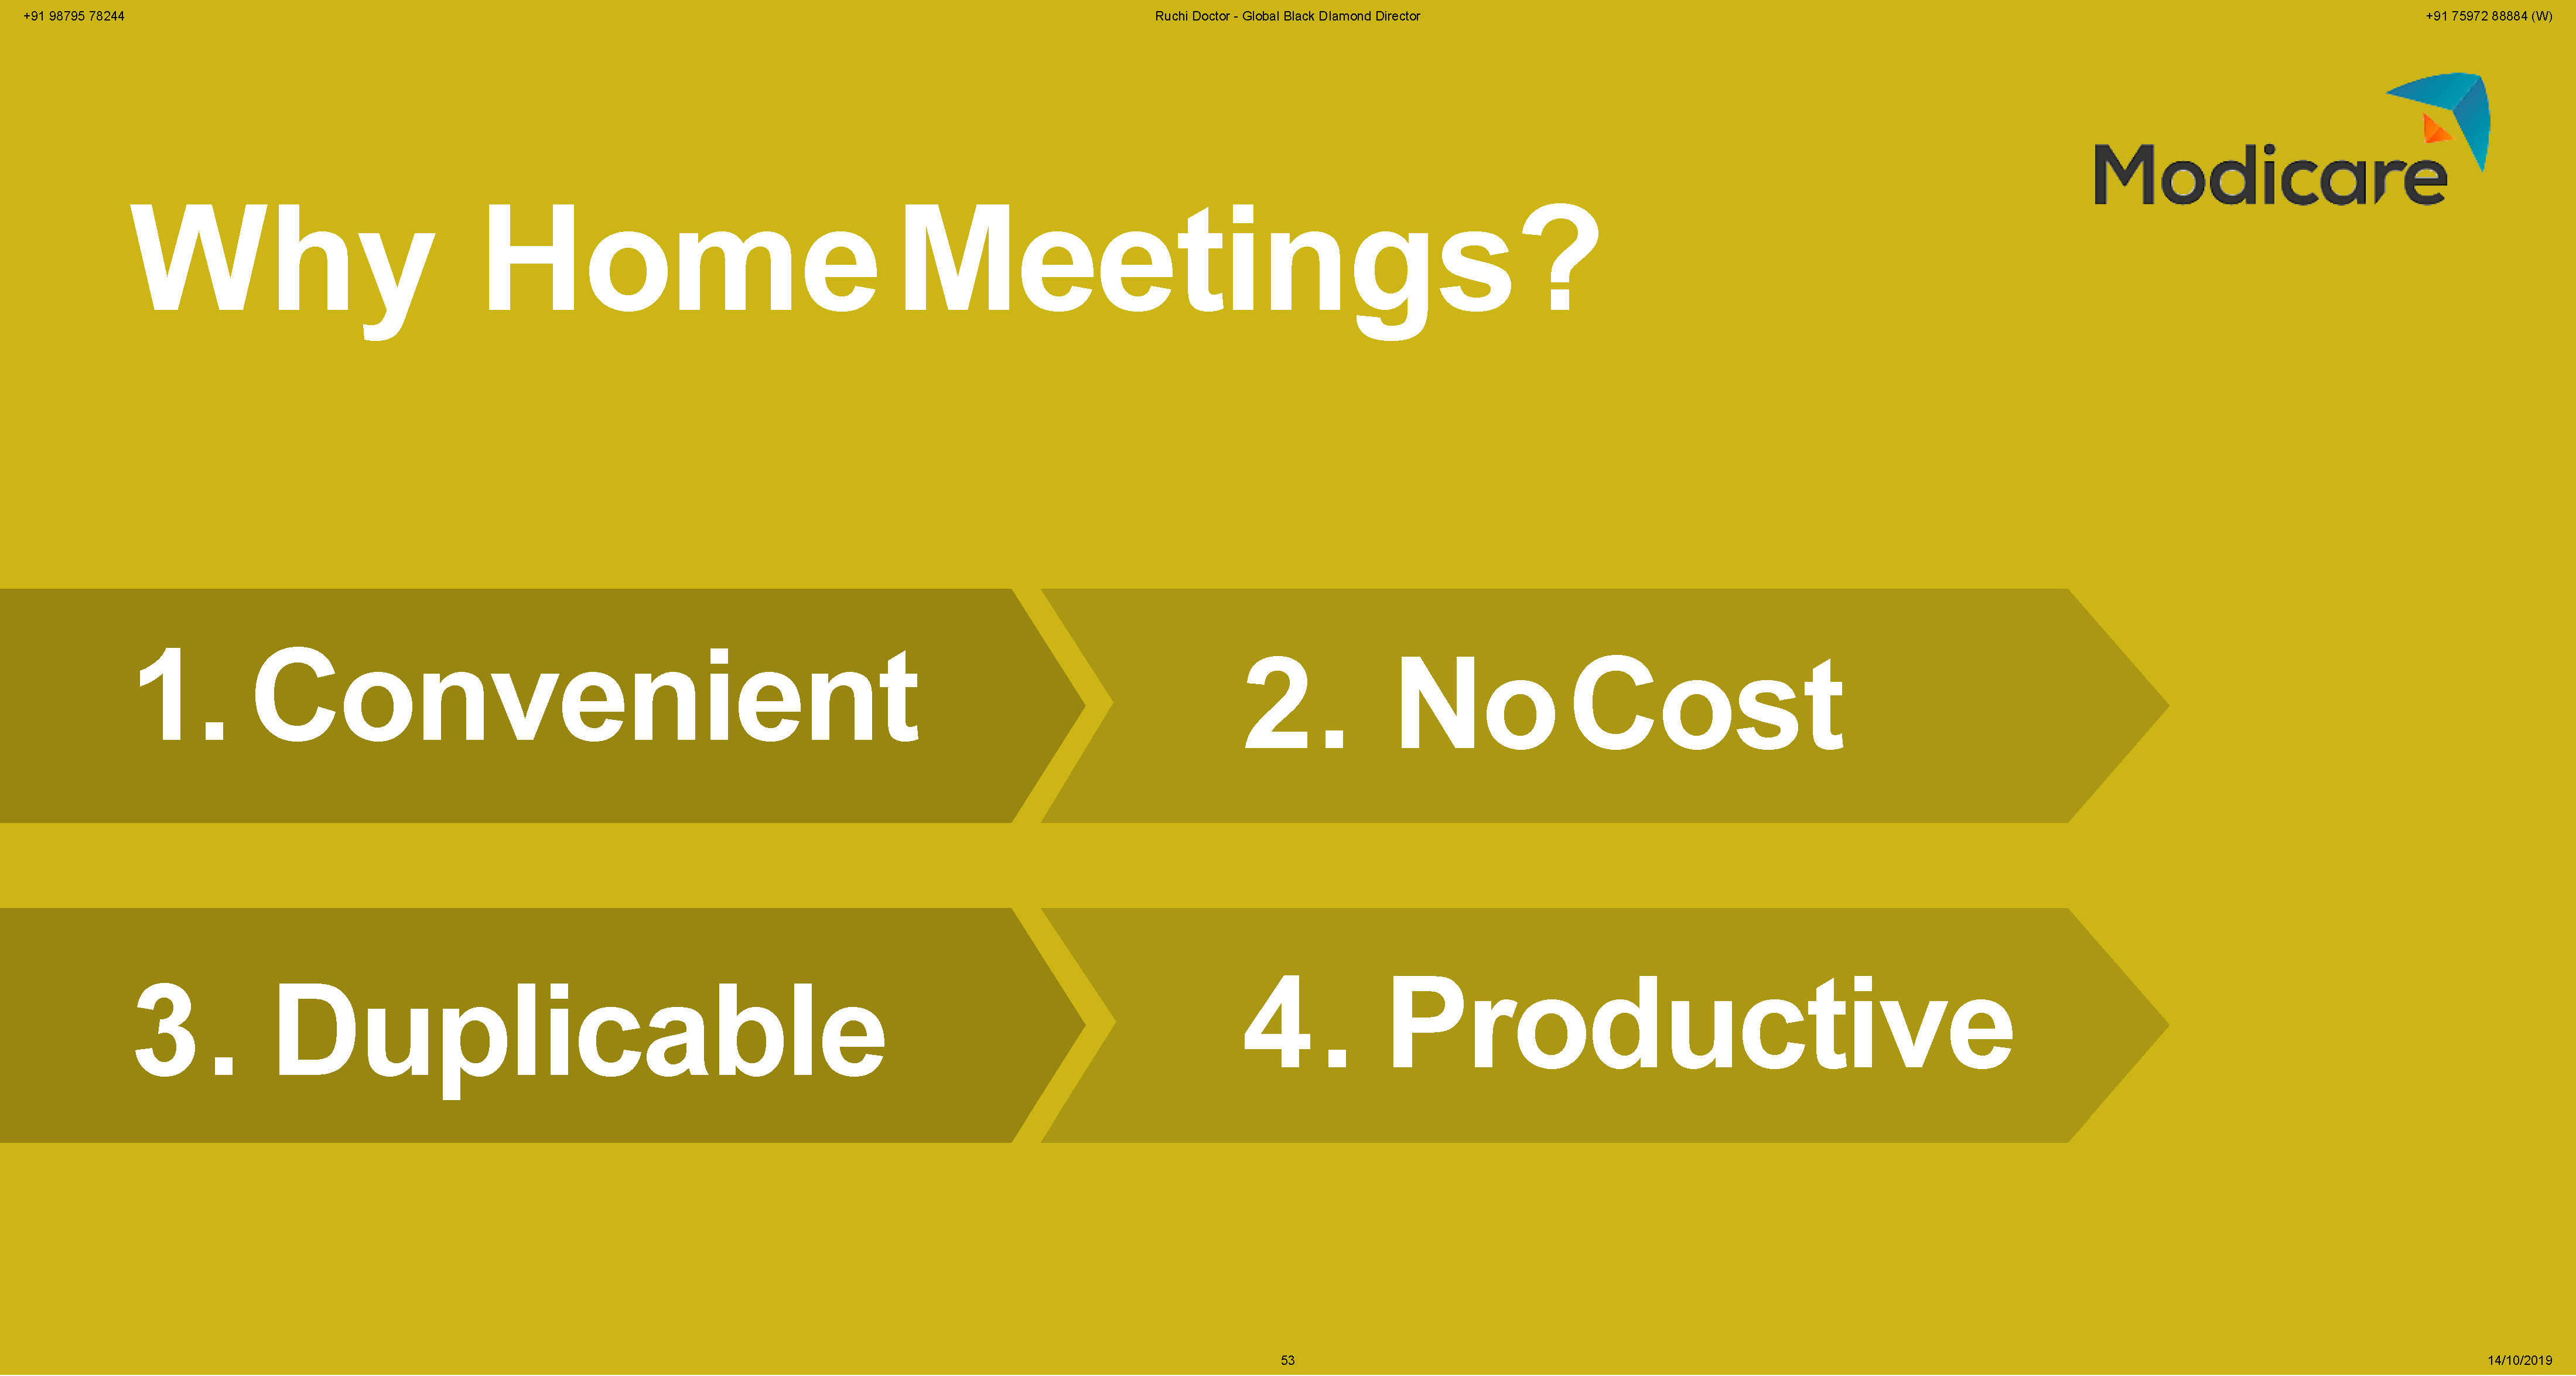 +91 98795 78244 Ruchi Doctor - Global Black DIamond Director +91 75972 88884 (W)
Modicare
Why Home Meetings?
1. Convenient
2. No Cost
3. Duplicable
4. Productive
53 14/10/2019